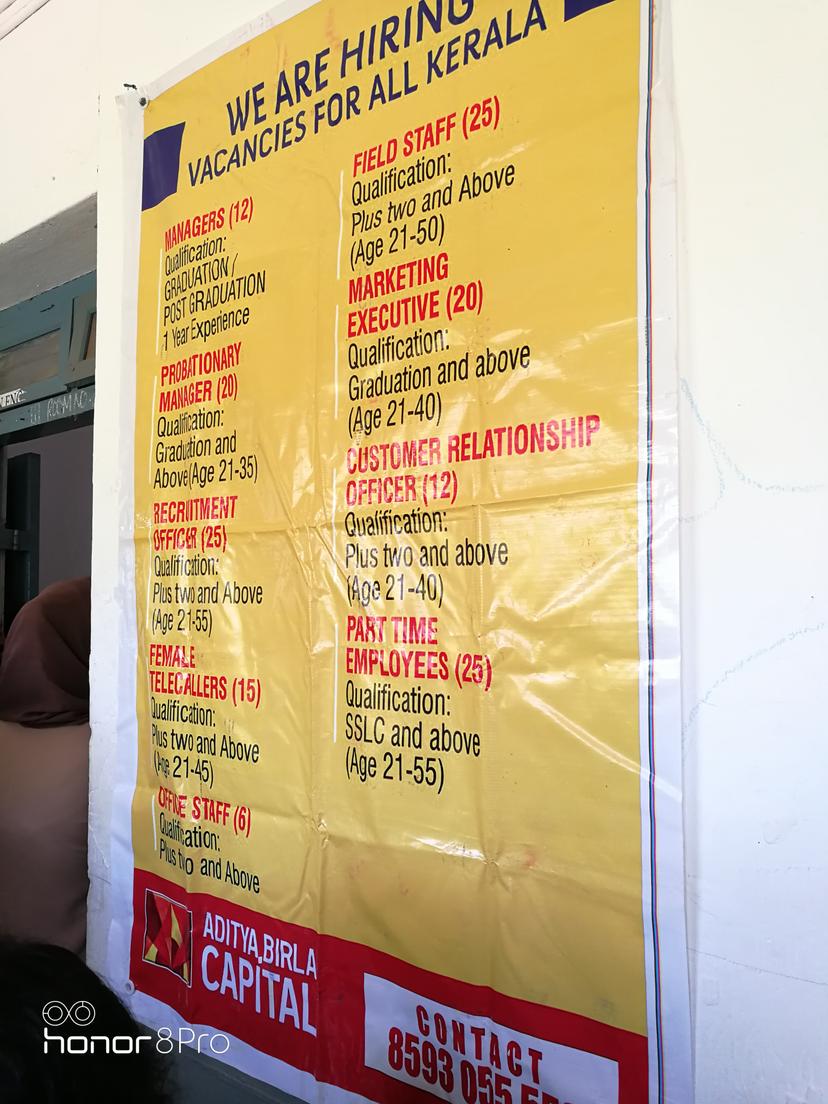 WE ARE HIRING
VACANCIES FOR ALL KERALA
MANAGERS (12)
Qualification:
GRADUATION /
POST GRADUATION
1 Year Experience
PROBATIONARY
MANAGER (20)
Qualification:
Graduation and
Above(Age 21-35)
RECRUITMENT
OFFICER (25)
Qualification:
Plus two and Above
(Age 21-55)
FEMALE
TELECALLERS (15)
Qualification:
Plus two and Above
(Age 21-45)
OFFICE STAFF (6)
Qualification:
Plus two and Above
FIELD STAFF (25)
Qualification:
Plus two and Above
(Age 21-50)
MARKETING
EXECUTIVE (20)
Qualification:
Graduation and above
(Age 21-40)
CUSTOMER RELATIONSHIP
OFFICER (12)
Qualification:
Plus two and above
(Age 21-40)
PART TIME
EMPLOYEES (25)
Qualification:
SSLC and above
(Age 21-55)
ADITYA BIRLA
CAPITAL
CONTACT
8593 055
honor 8Pro